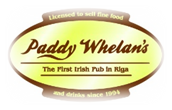 Licensed to sell fine food
Paddy Whelan's
The First Irish Pub in Riga
and drinks since 1994